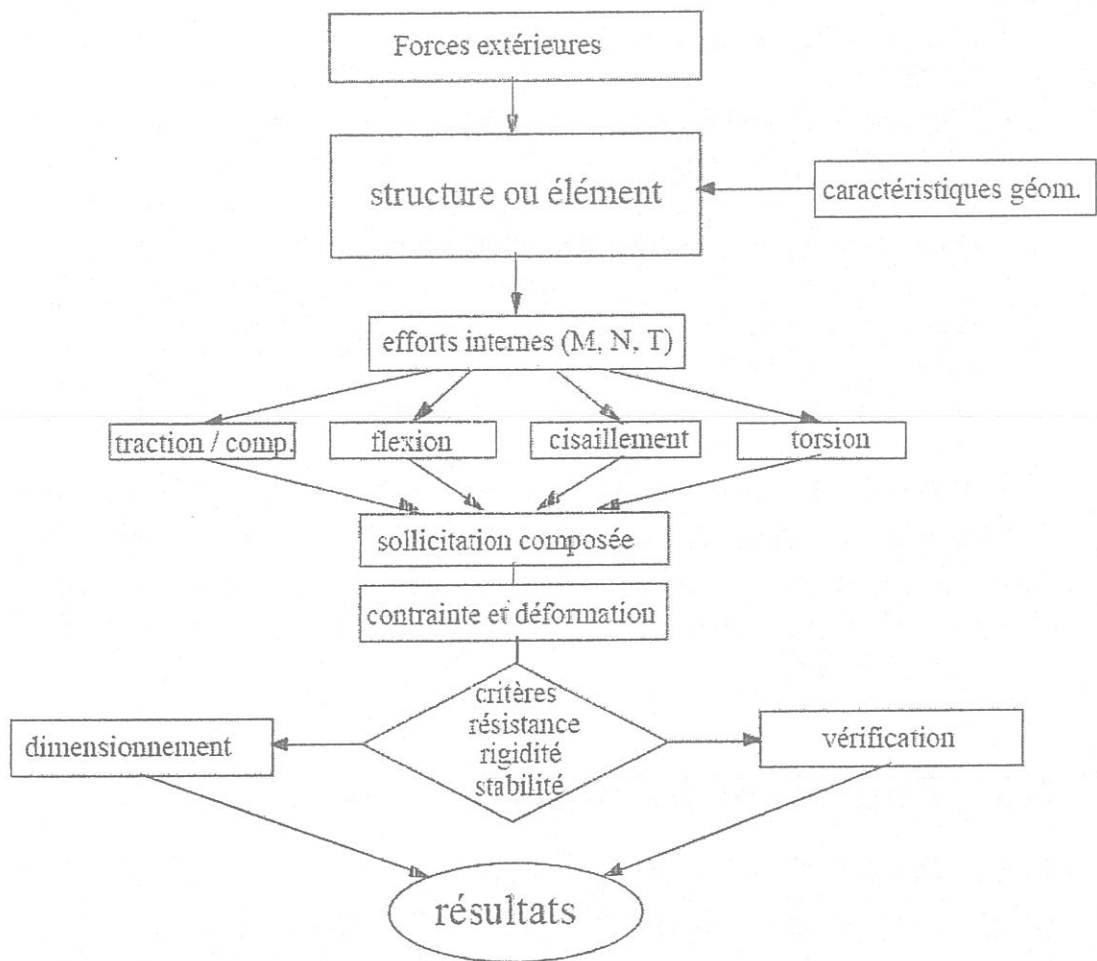 Forces extérieures
structure ou élément
caractéristiques géom.
efforts internes (M, N, T)
traction / comp.
flexion
cisaillement
torsion
sollicitation composée
contrainte et déformation
critères
résistance
rigidité
stabilité
dimensionnement
vérification
résultats